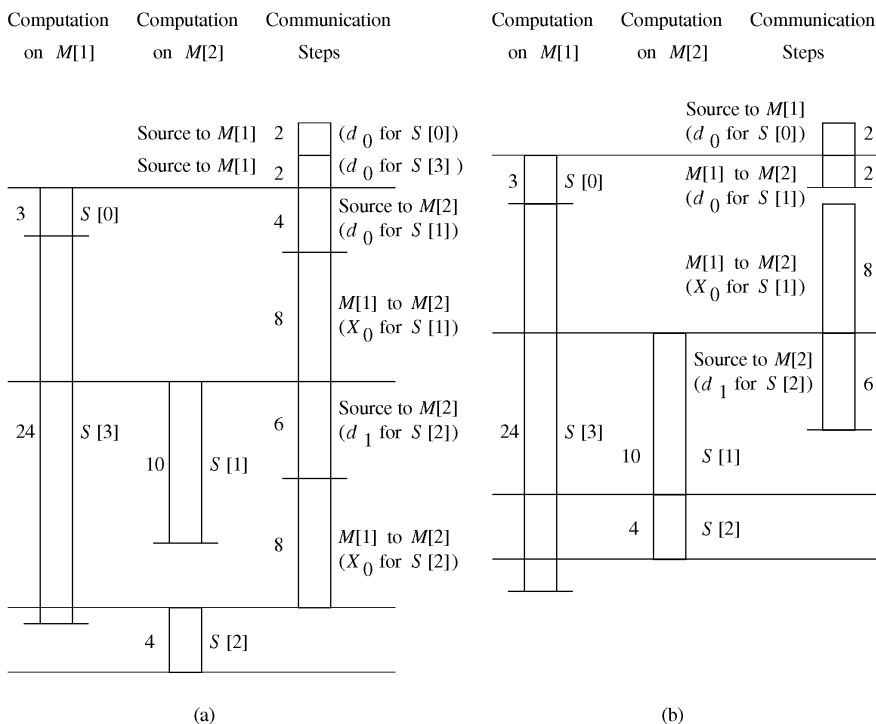 Computation Computation Communication
on M[1] on M[2] Steps
Source to M[1] 2 (d 0 for S [0])
Source to M[1] 2 (d 0 for S [3] )
3 S [0]
4 Source to M[2]
(d 0 for S [1])
8 M[1] to M[2]
(X 0 for S [1])
24 S [3]
10 S [1]
6 Source to M[2]
(d 1 for S [2])
8 M[1] to M[2]
(X 0 for S [2])
4 S [2]
(a)
Computation Computation Communication
on M[1] on M[2] Steps
Source to M[1]
(d 0 for S [0]) 2
3 S [0]
M[1] to M[2] 2
(d 0 for S [1])
M[1] to M[2] 8
(X 0 for S [1])
Source to M[2] 6
(d 1 for S [2])
24 S [3]
10 S [1]
4 S [2]
(b)